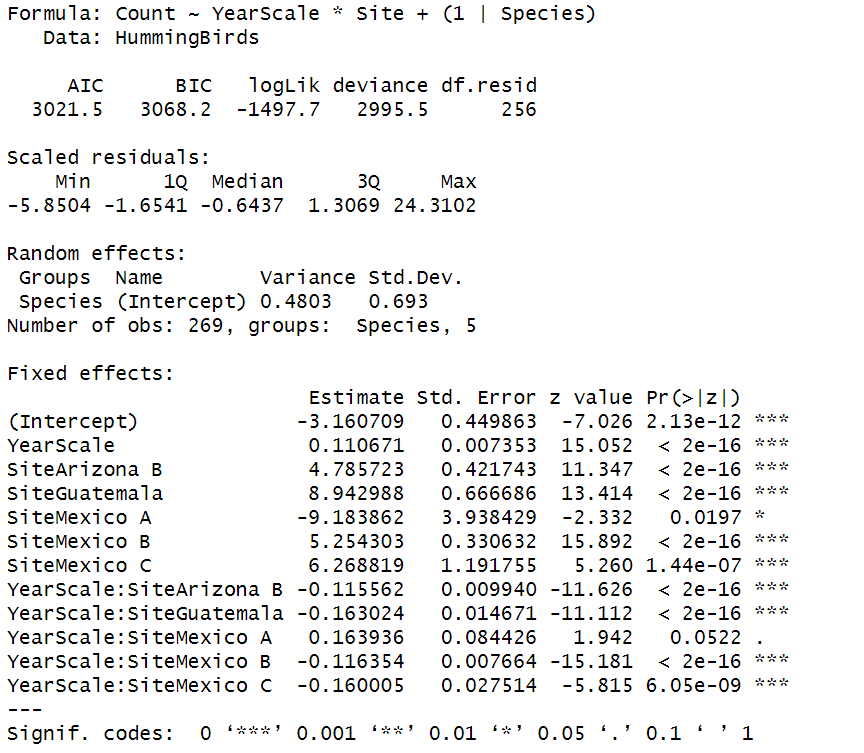 Formula: Count ~ YearScale * Site + (1 | Species)
   Data: HummingBirds

     AIC      BIC   logLik deviance df.resid
  3021.5   3068.2  -1497.7   2995.5      256

Scaled residuals:
    Min      1Q  Median      3Q     Max
-5.8504 -1.6541 -0.6437  1.3069 24.3102

Random effects:
 Groups  Name        Variance Std.Dev.
 Species (Intercept) 0.4803   0.693
Number of obs: 269, groups:  Species, 5

Fixed effects:
                         Estimate Std. Error z value Pr(>|z|)
(Intercept)             -3.160709   0.449863  -7.026 2.13e-12 ***
YearScale                0.110671   0.007353  15.052  < 2e-16 ***
SiteArizona B            4.785723   0.421743  11.347  < 2e-16 ***
SiteGuatemala            8.942988   0.666686  13.414  < 2e-16 ***
SiteMexico A            -9.183862   3.938429  -2.332   0.0197 *
SiteMexico B             5.254303   0.330632  15.892  < 2e-16 ***
SiteMexico C             6.268819   1.191755   5.260 1.44e-07 ***
YearScale:SiteArizona B -0.115562   0.009940 -11.626  < 2e-16 ***
YearScale:SiteGuatemala -0.163024   0.014671 -11.112  < 2e-16 ***
YearScale:SiteMexico A   0.163936   0.084426   1.942   0.0522 .
YearScale:SiteMexico B  -0.116354   0.007664 -15.181  < 2e-16 ***
YearScale:SiteMexico C  -0.160005   0.027514  -5.815 6.05e-09 ***
---
Signif. codes:  0 ‘***’ 0.001 ‘**’ 0.01 ‘*’ 0.05 ‘.’ 0.1 ‘ ’ 1